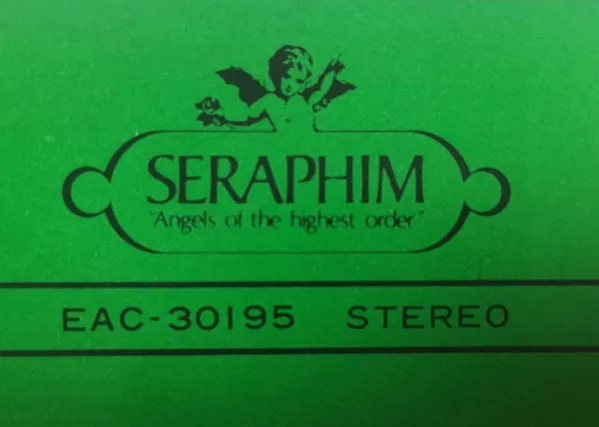 SERAPHIM
"Angels of the highest order"
EAC-30195 STEREO